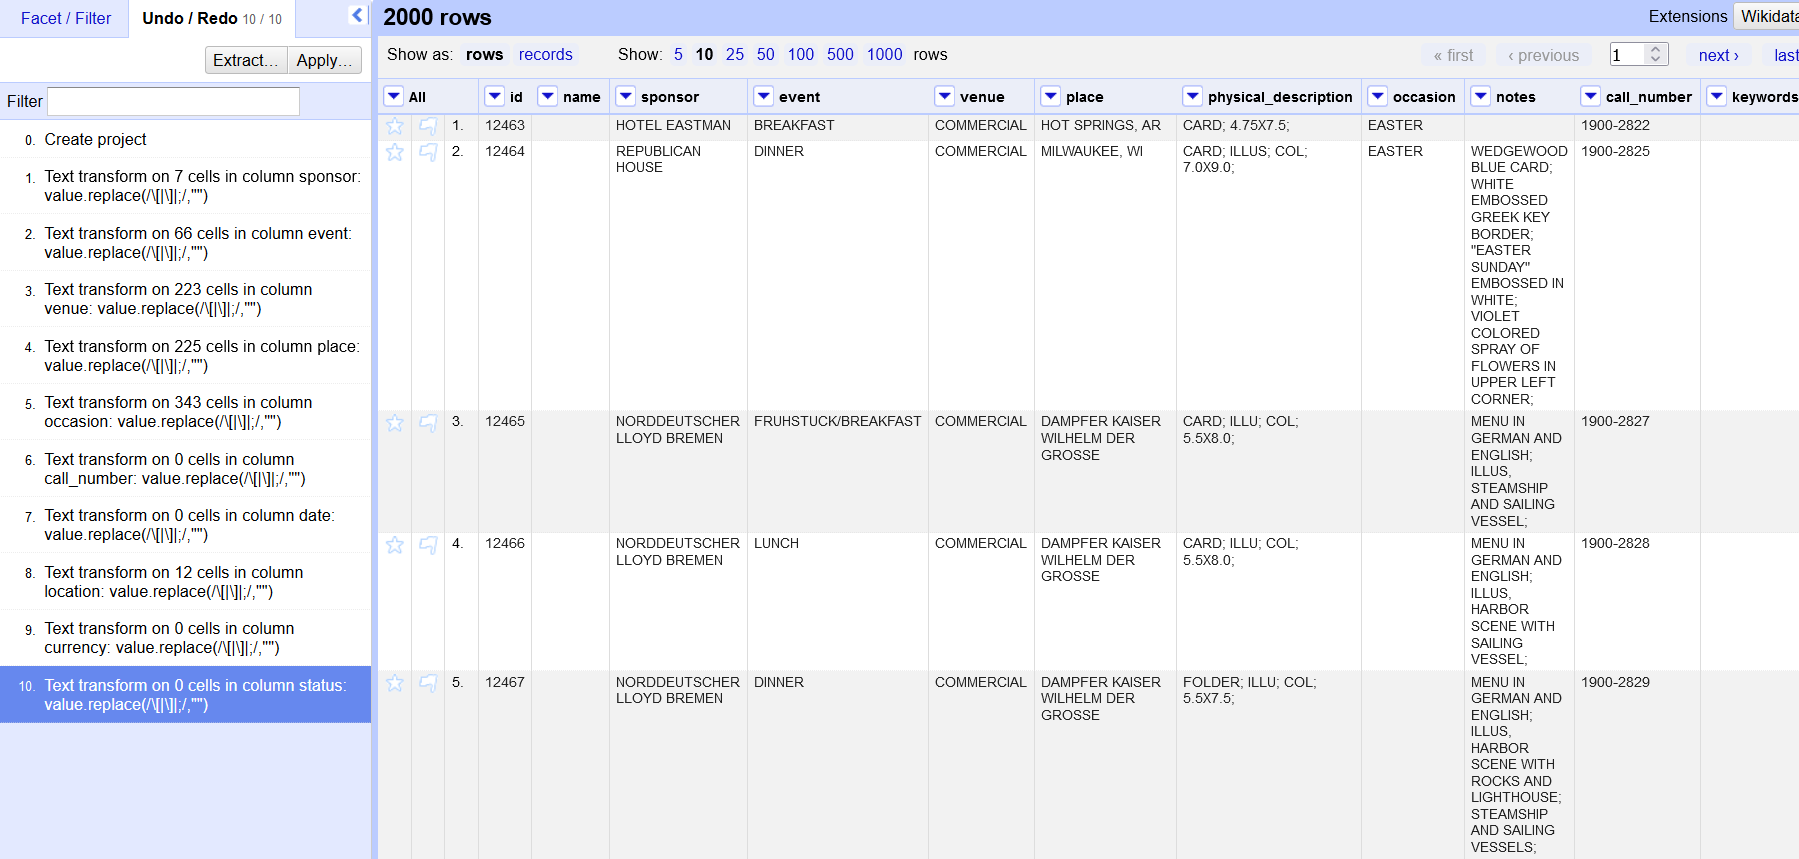 Facet / Filter
Undo / Redo 10 / 10
Extract...
Apply...
Filter
0. Create project
1. Text transform on 7 cells in column sponsor:
value.replace(/\[|\]|;/,"")
2. Text transform on 66 cells in column event:
value.replace(/\[|\]|;/,"")
3. Text transform on 223 cells in column
venue: value.replace(/\[|\]|;/,"")
4. Text transform on 225 cells in column place:
value.replace(/\[|\]|;/,"")
5. Text transform on 343 cells in column
occasion: value.replace(/\[|\]|;/,"")
6. Text transform on 0 cells in column
call_number: value.replace(/\[|\]|;/,"")
7. Text transform on 0 cells in column date:
value.replace(/\[|\]|;/,"")
8. Text transform on 12 cells in column
location: value.replace(/\[|\]|;/,"")
9. Text transform on 0 cells in column
currency: value.replace(/\[|\]|;/,"")
10. Text transform on 0 cells in column status:
value.replace(/\[|\]|;/,"")
2000 rows
Extensions Wikidata
Show as: rows records Show: 5 10 25 50 100 500 1000 rows
« first ‹ previous 1 next › last
All id name sponsor event venue place physical_description occasion notes call_number keywords
1. 12463 HOTEL EASTMAN BREAKFAST COMMERCIAL HOT SPRINGS, AR CARD; 4.75X7.5; EASTER 1900-2822
2. 12464 REPUBLICAN DINNER COMMERCIAL MILWAUKEE, WI CARD; ILLUS; COL; EASTER WEDGEWOOD 1900-2825
HOUSE 7.0X9.0; BLUE CARD;
WHITE
EMBOSSED
GREEK KEY
BORDER;
"EASTER
SUNDAY"
EMBOSSED IN
WHITE;
VIOLET
COLORED
SPRAY OF
FLOWERS IN
UPPER LEFT
CORNER;
3. 12465 NORDDEUTSCHER FRUHSTUCK/BREAKFAST COMMERCIAL DAMPFER KAISER CARD; ILLU; COL; MENU IN 1900-2827
LLOYD BREMEN WILHELM DER 5.5X8.0; GERMAN AND
GROSSE ENGLISH;
ILLUS,
STEAMSHIP
AND SAILING
VESSEL;
4. 12466 NORDDEUTSCHER LUNCH COMMERCIAL DAMPFER KAISER CARD; ILLU; COL; MENU IN 1900-2828
LLOYD BREMEN WILHELM DER 5.5X8.0; GERMAN AND
GROSSE ENGLISH;
ILLUS,
HARBOR
SCENE WITH
SAILING
VESSEL;
5. 12467 NORDDEUTSCHER DINNER COMMERCIAL DAMPFER KAISER FOLDER; ILLU; COL; MENU IN 1900-2829
LLOYD BREMEN WILHELM DER 5.5X7.5; GERMAN AND
GROSSE ENGLISH;
ILLUS,
HARBOR
SCENE WITH
ROCKS AND
LIGHTHOUSE;
STEAMSHIP
AND SAILING
VESSELS;